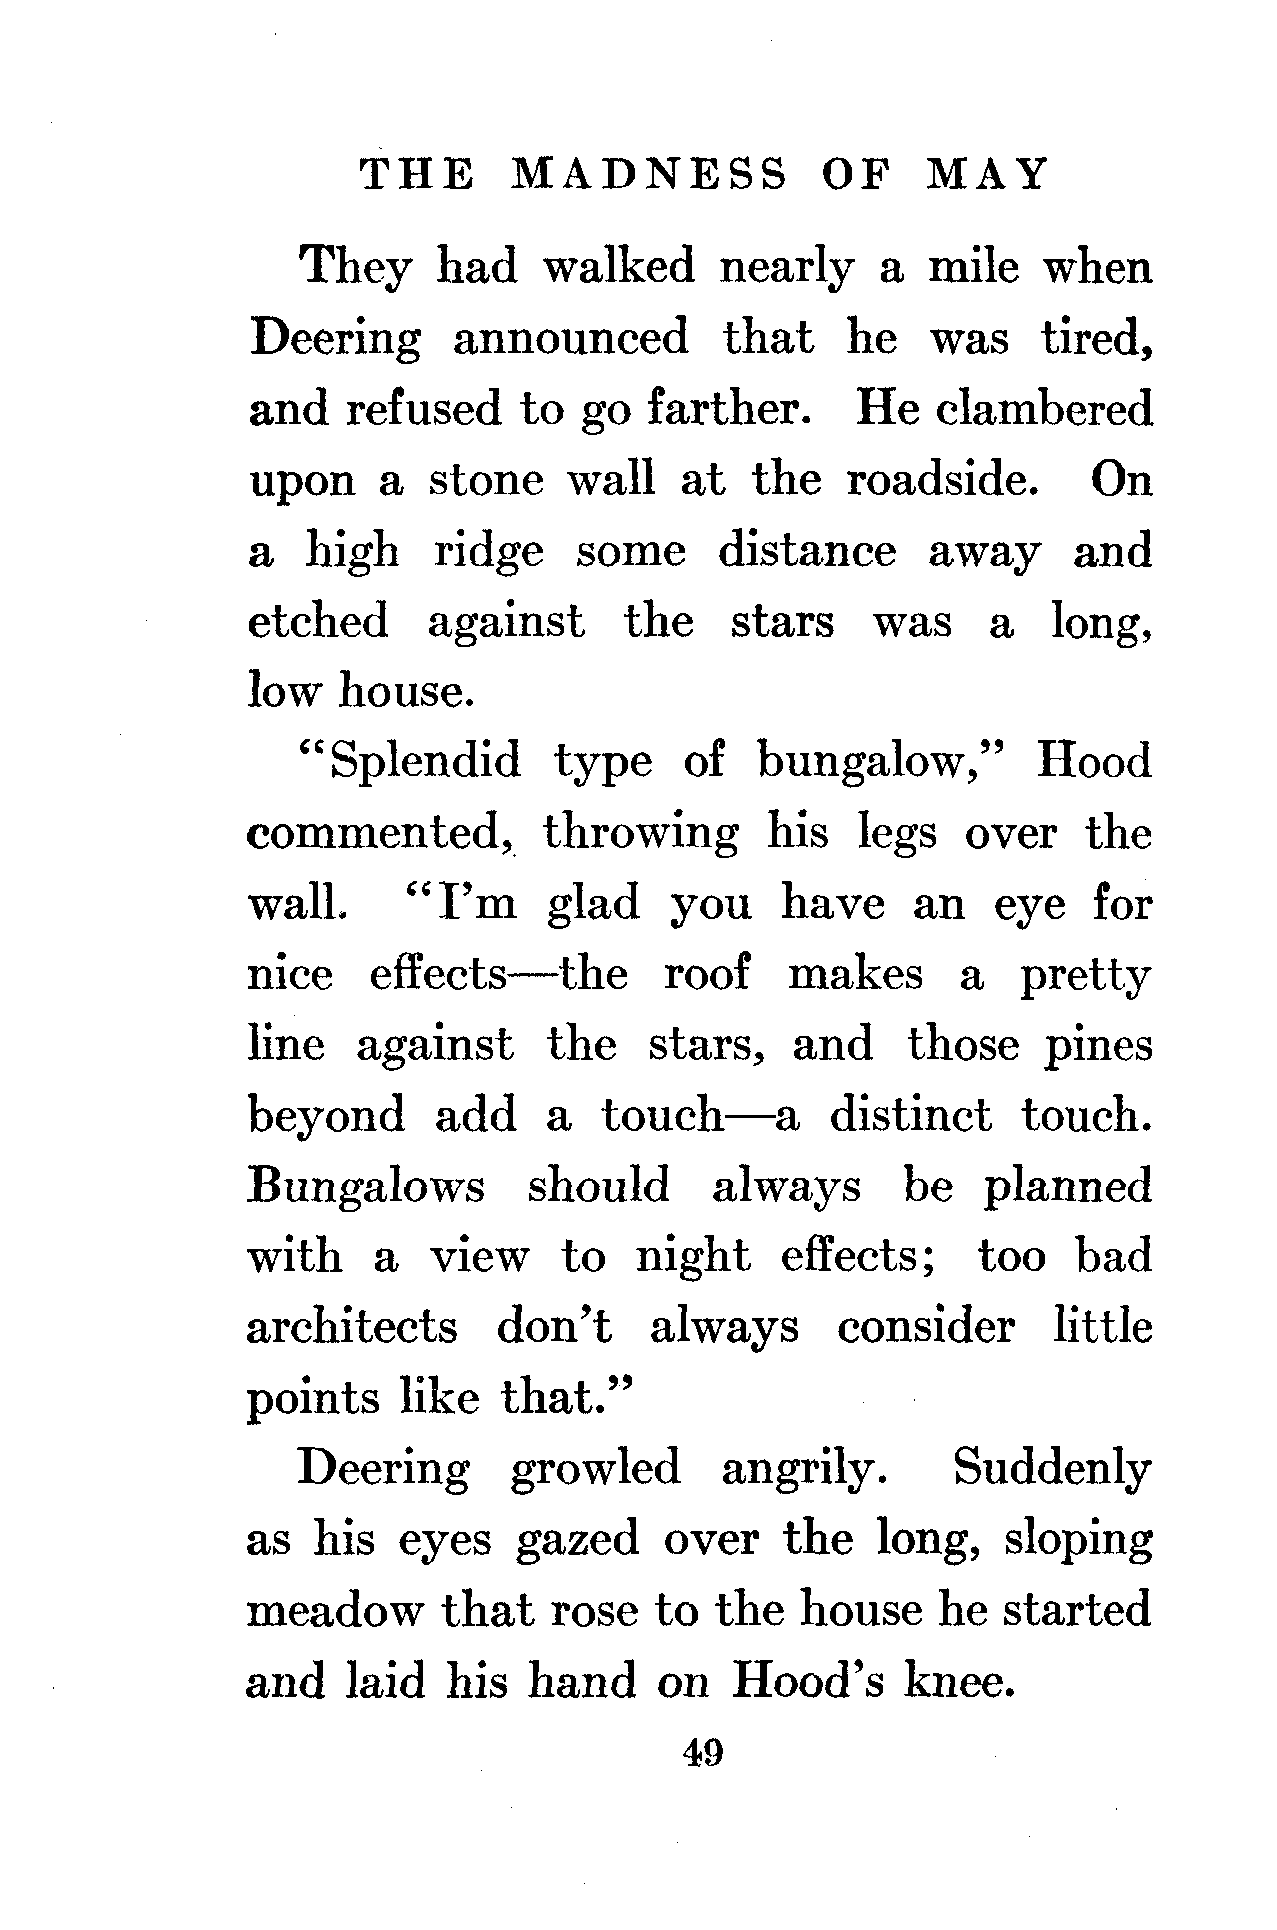 THE MADNESS OF MAY
They had walked nearly a mile when
Deering announced that he was tired,
and refused to go farther. He clambered
upon a stone wall at the roadside. On
a high ridge some distance away and
etched against the stars was a long,
low house.
“Splendid type of bungalow,” Hood
commented, throwing his legs over the
wall. “I’m glad you have an eye for
nice effects—the roof makes a pretty
line against the stars, and those pines
beyond add a touch—a distinct touch.
Bungalows should always be planned
with a view to night effects; too bad
architects don’t always consider little
points like that.”
Deering growled angrily. Suddenly
as his eyes gazed over the long, sloping
meadow that rose to the house he started
and laid his hand on Hood’s knee.
49